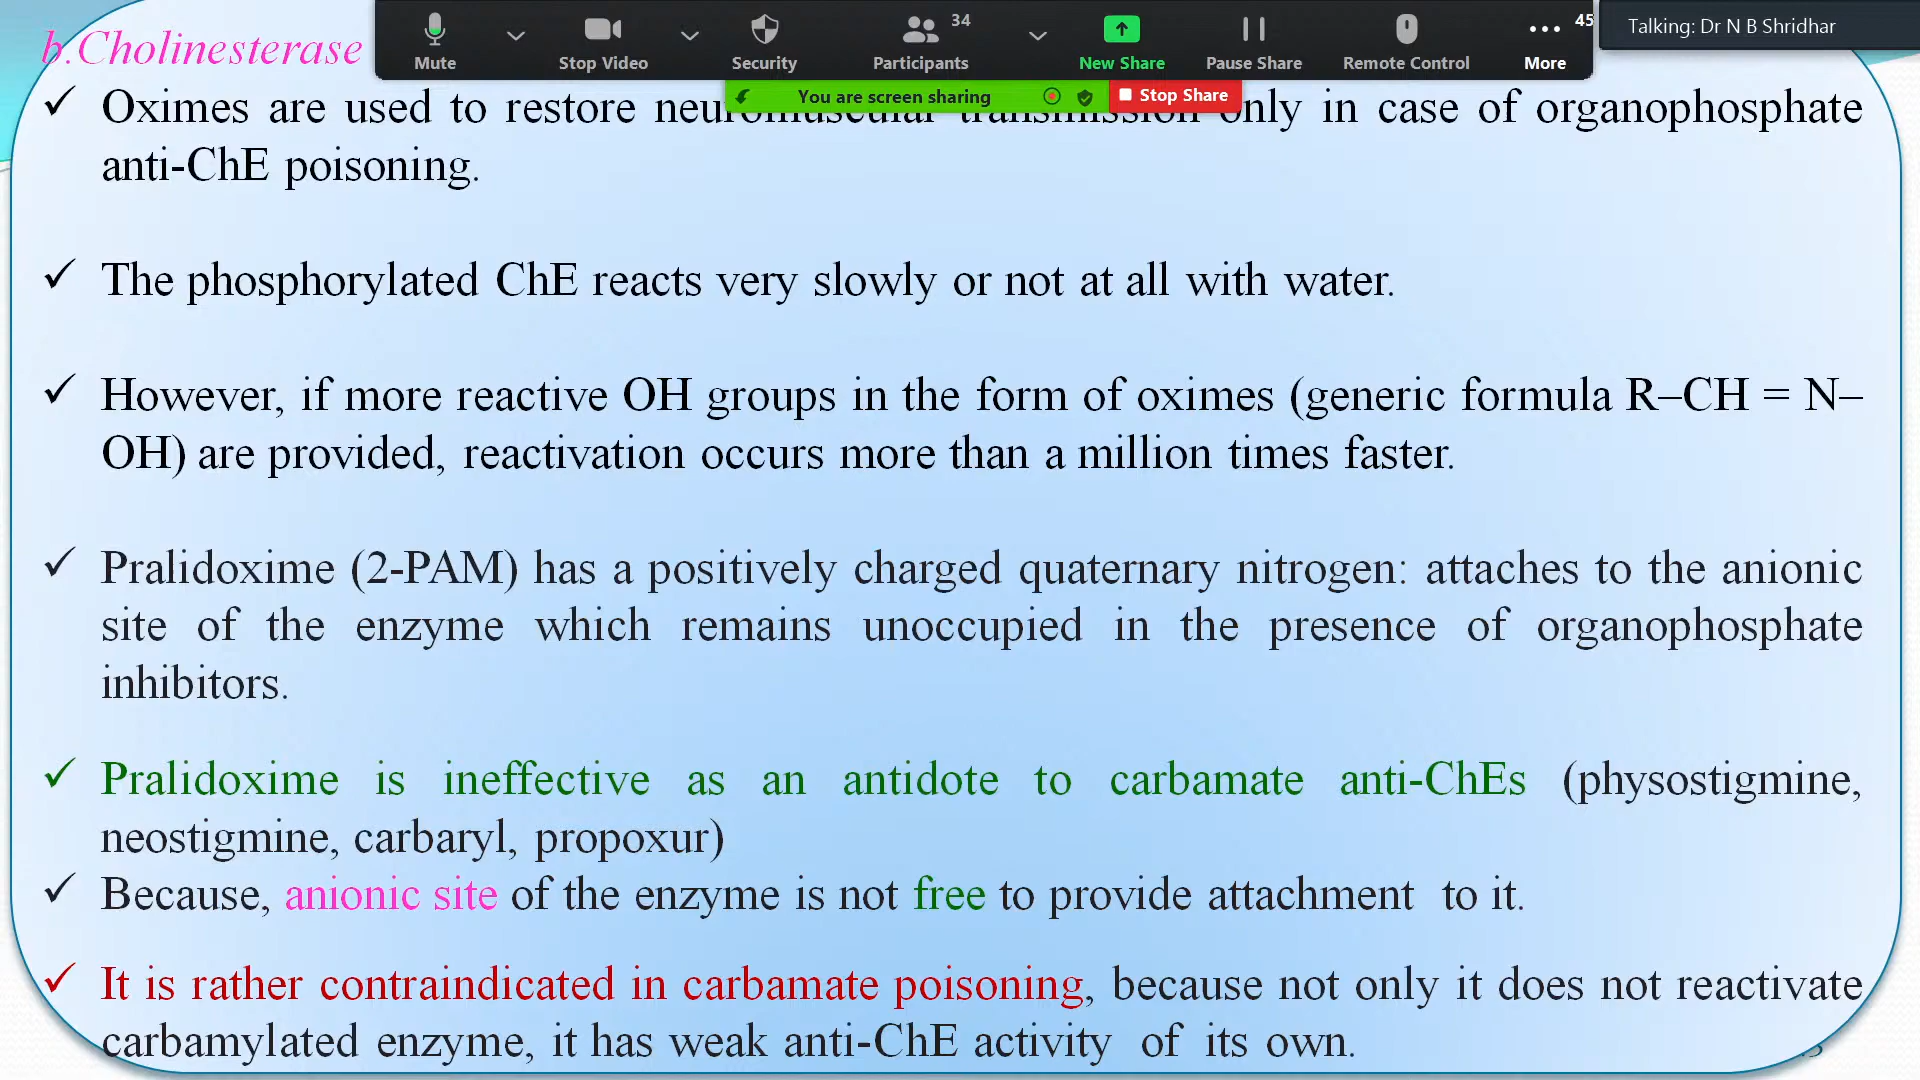 b.Cholinesterase
34
45
Talking: Dr N B Shridhar
Mute
Stop Video
Security
Participants
New Share
Pause Share
Remote Control
More
You are screen sharing
Stop Share
Oximes are used to restore neuromuscular transmission only in case of organophosphate
anti-ChE poisoning.
The phosphorylated ChE reacts very slowly or not at all with water.
However, if more reactive OH groups in the form of oximes (generic formula R–CH = N–
OH) are provided, reactivation occurs more than a million times faster.
Pralidoxime (2-PAM) has a positively charged quaternary nitrogen: attaches to the anionic
site of the enzyme which remains unoccupied in the presence of organophosphate
inhibitors.
Pralidoxime is ineffective as an antidote to carbamate anti-ChEs (physostigmine,
neostigmine, carbaryl, propoxur)
Because, anionic site of the enzyme is not free to provide attachment to it.
It is rather contraindicated in carbamate poisoning, because not only it does not reactivate
carbamylated enzyme, it has weak anti-ChE activity of its own.